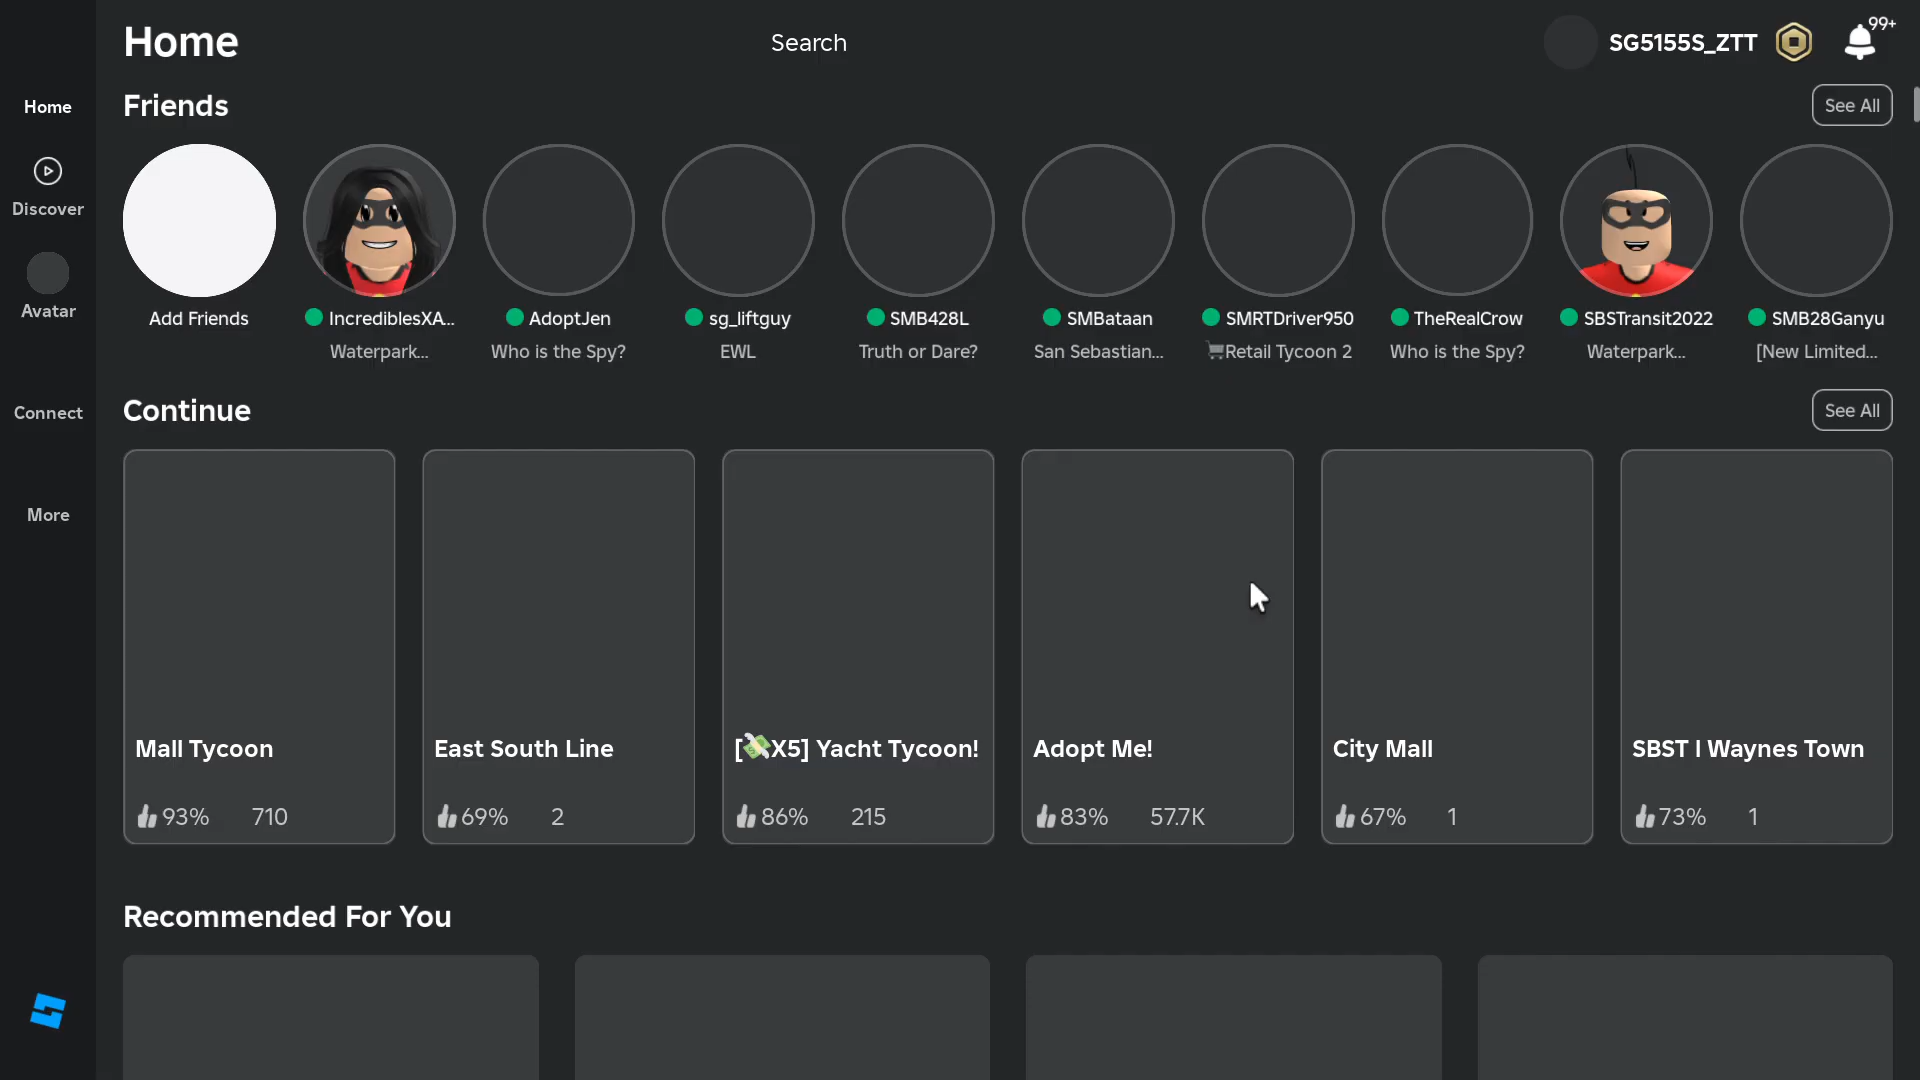 Home
Search
SG5155S_ZTT
99+
Home
Discover
Avatar
Connect
More
Friends
See All
Add Friends
IncrediblesXA...
Waterpark...
AdoptJen
Who is the Spy?
sg_liftguy
EWL
SMB428L
Truth or Dare?
SMBataan
San Sebastian...
SMRTDriver950
🛒Retail Tycoon 2
TheRealCrow
Who is the Spy?
SBSTransit2022
Waterpark...
SMB28Ganyu
[New Limited...
Continue
See All
Mall Tycoon
93% 710
East South Line
69% 2
[💸X5] Yacht Tycoon!
86% 215
Adopt Me!
83% 57.7K
City Mall
67% 1
SBST I Waynes Town
73% 1
Recommended For You